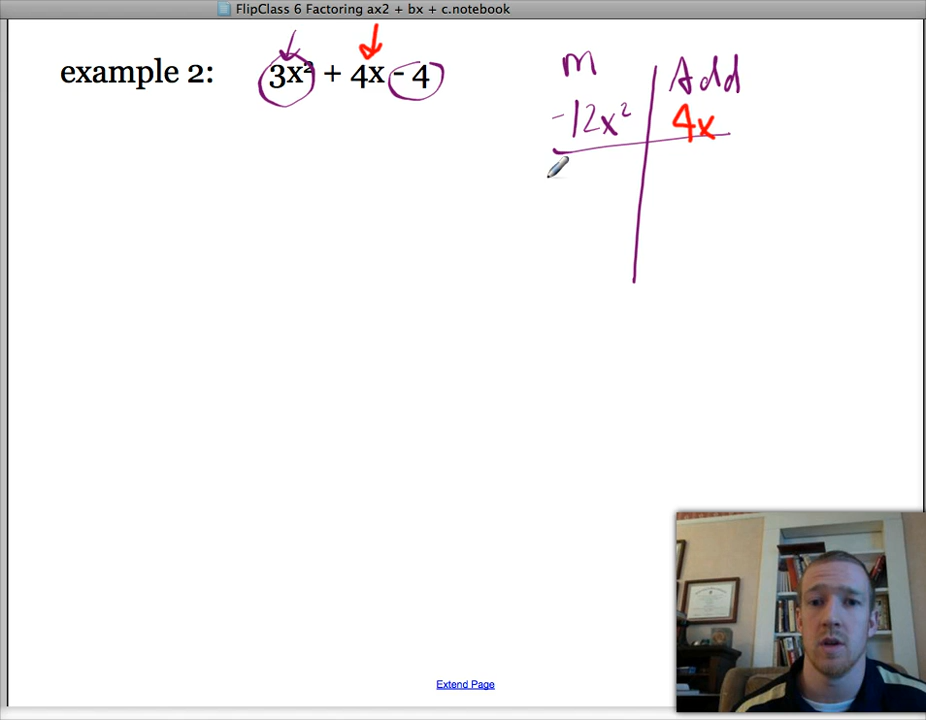 FlipClass 6 Factoring ax2 + bx + c.notebook
example 2: 3x² + 4x - 4
M Add
-12x² 4x
Extend Page